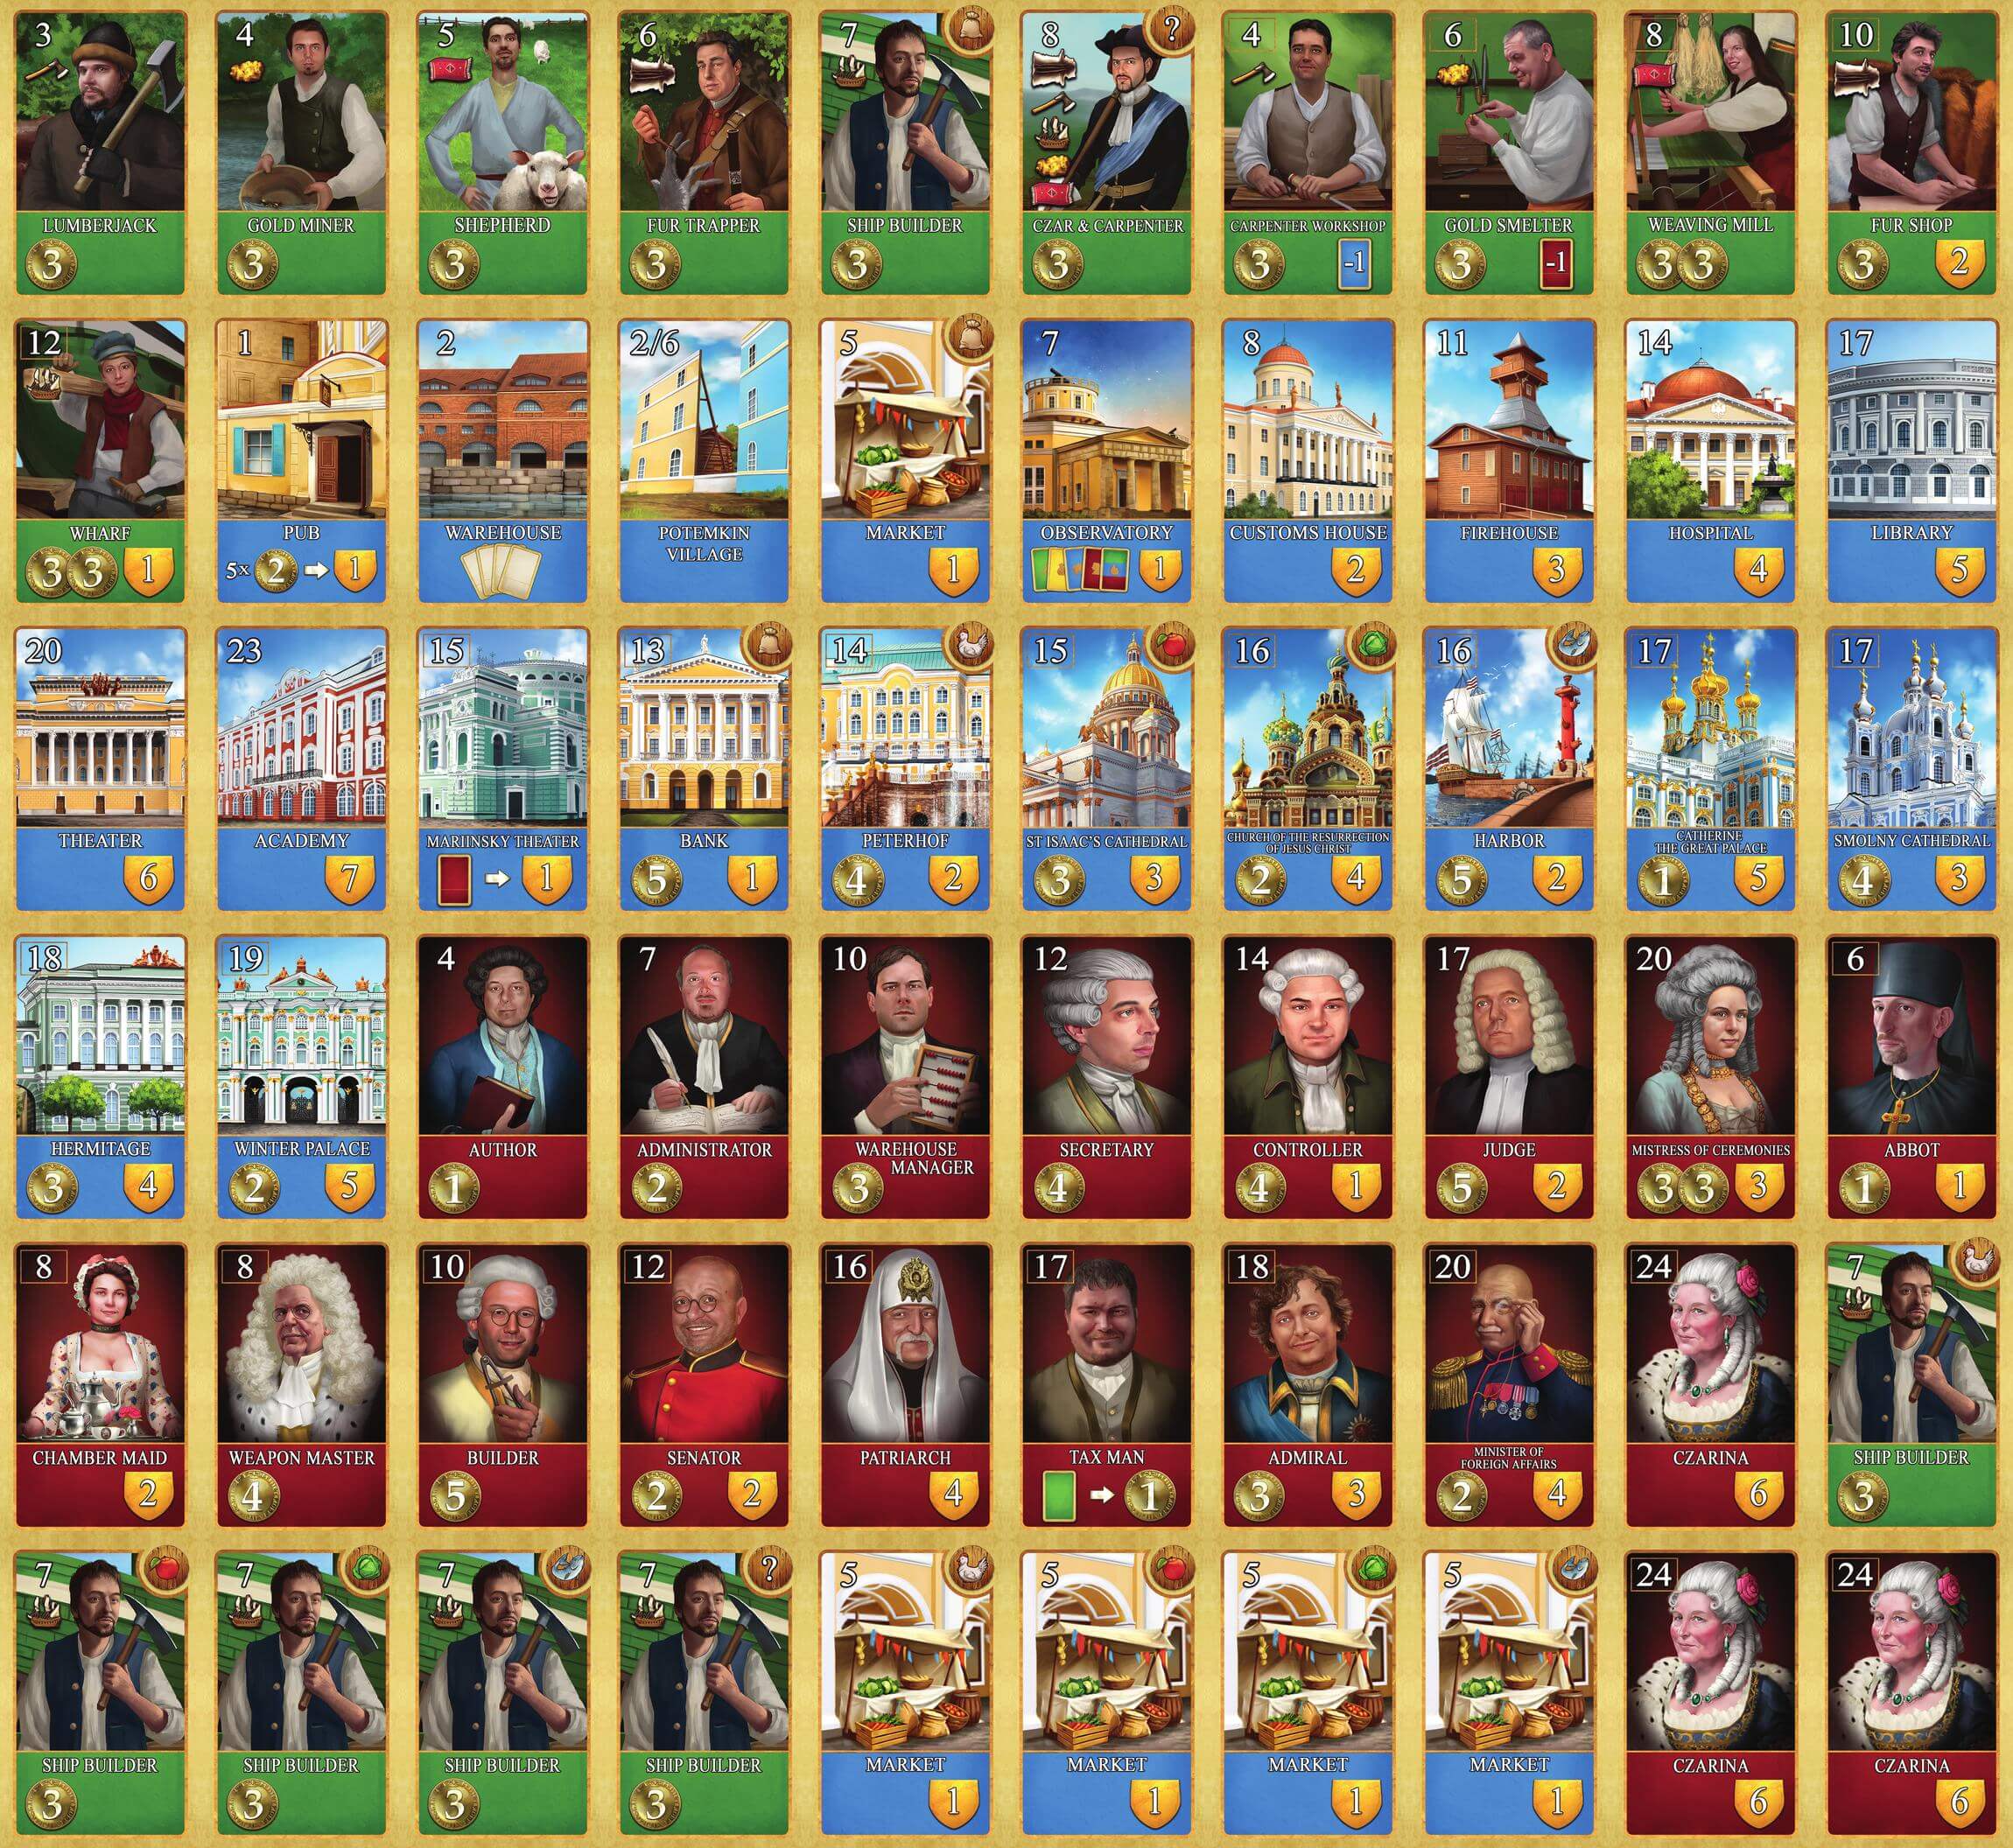 3
LUMBERJACK
3
4
GOLD MINER
3
5
SHEPHERD
3
6
FUR TRAPPER
3
7
SHIP BUILDER
3
8
?
CZAR & CARPENTER
3
4
CARPENTER WORKSHOP
3 -1
6
GOLD SMELTER
3 -1
8
WEAVING MILL
3 3
10
FUR SHOP
3 2
12
WHARF
3 3 1
1
PUB
5x 2 1
2
WAREHOUSE
2/6
POTEMKIN
VILLAGE
5
MARKET
1
7
OBSERVATORY
1
8
CUSTOMS HOUSE
2
11
FIREHOUSE
3
14
HOSPITAL
4
17
LIBRARY
5
20
THEATER
6
23
ACADEMY
7
15
MARIINSKY THEATER
1
13
BANK
5 1
14
PETERHOF
4 2
15
ST ISAAC'S CATHEDRAL
3 3
16
CHURCH OF THE RESURRECTION
OF JESUS CHRIST
2 4
16
HARBOR
5 2
17
CATHERINE
THE GREAT PALACE
1 5
17
SMOLNY CATHEDRAL
4 3
18
HERMITAGE
3 4
19
WINTER PALACE
2 5
4
AUTHOR
1
7
ADMINISTRATOR
2
10
WAREHOUSE
MANAGER
3
12
SECRETARY
4
14
CONTROLLER
4 1
17
JUDGE
5 2
20
MISTRESS OF CEREMONIES
3 3 3
6
ABBOT
1 1
8
CHAMBER MAID
2
8
WEAPON MASTER
4
10
BUILDER
5
12
SENATOR
2 2
16
PATRIARCH
4
17
TAX MAN
1
18
ADMIRAL
3 3
20
MINISTER OF
FOREIGN AFFAIRS
2 4
24
CZARINA
6
7
SHIP BUILDER
3
7
SHIP BUILDER
3
7
SHIP BUILDER
3
7
SHIP BUILDER
3
7
?
SHIP BUILDER
3
5
MARKET
1
5
MARKET
1
5
MARKET
1
5
MARKET
1
24
CZARINA
6
24
CZARINA
6